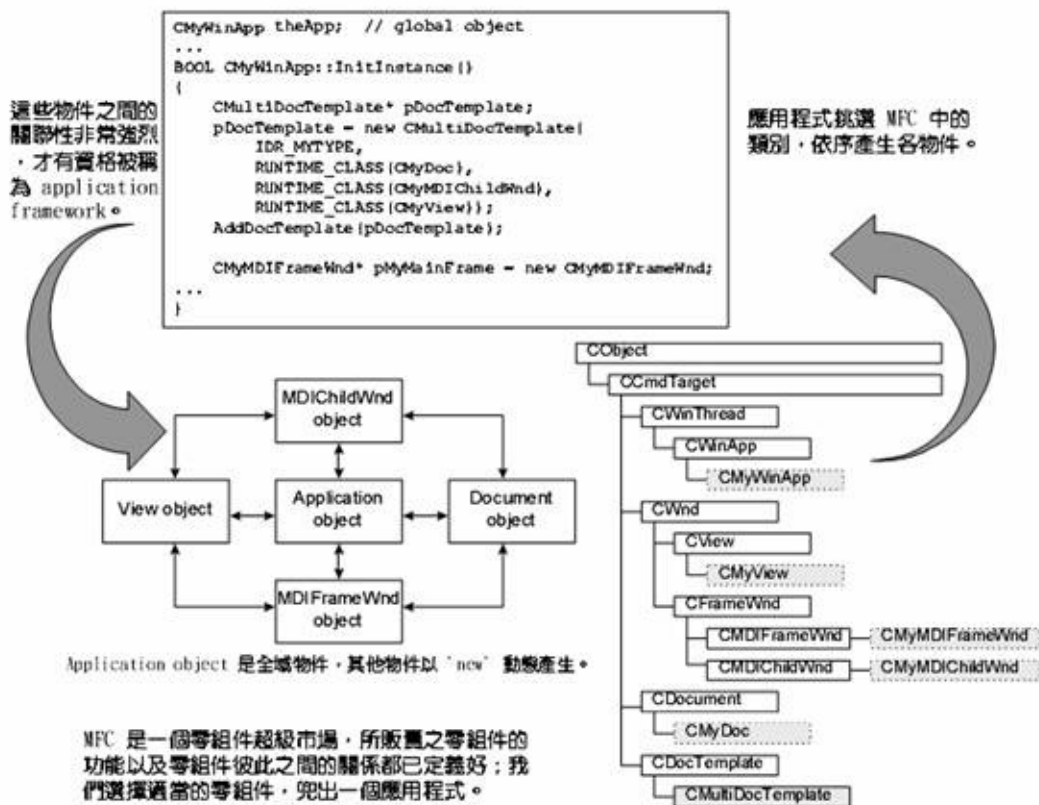 CMyWinApp theApp;  // global object
...
BOOL CMyWinApp::InitInstance()
{
    CMultiDocTemplate* pDocTemplate;
    pDocTemplate = new CMultiDocTemplate(
        IDR_MYTYPE,
        RUNTIME_CLASS(CMyDoc),
        RUNTIME_CLASS(CMyMDIChildWnd),
        RUNTIME_CLASS(CMyView));
    AddDocTemplate(pDocTemplate);
    CMyMDIFrameWnd* pMyMainFrame = new CMyMDIFrameWnd;
...
}
這些物件之間的
關聯性非常強烈
，才有資格被稱
為 application
framework。
應用程式挑選 MFC 中的
類別，依序產生各物件。
MDIChildWnd
object
View object
Application
object
Document
object
MDIFrameWnd
object
Application object 是全域物件，其他物件以 `new' 動態產生。
MFC 是一個零組件超級市場，所販賣之零組件的
功能以及零組件彼此之間的關係都已定義好；我
們選擇適當的零組件，兜出一個應用程式。
CObject
CCmdTarget
CWinThread
CWinApp
CMyWinApp
CWnd
CView
CMyView
CFrameWnd
CMDIFrameWnd
CMyMDIFrameWnd
CMDIChildWnd
CMyMDIChildWnd
CDocument
CMyDoc
CDocTemplate
CMultiDocTemplate